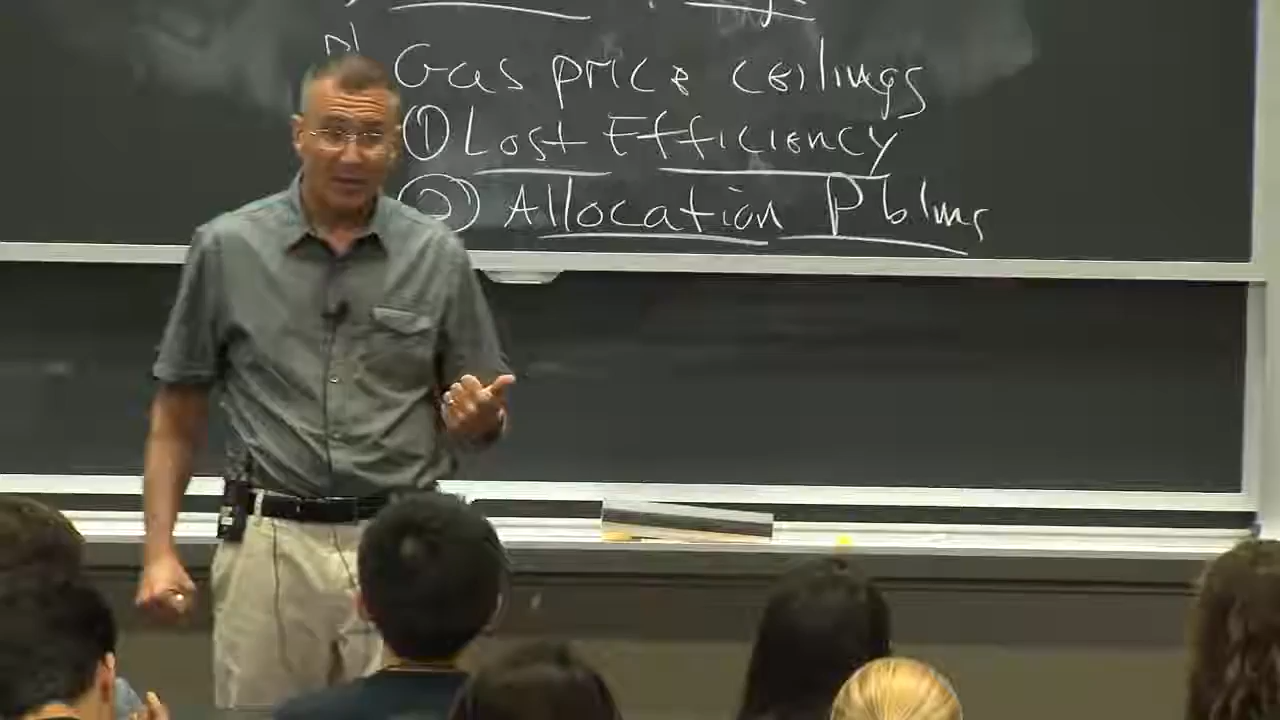 Gas price ceilings
① Lost Efficiency
② Allocation Pblms